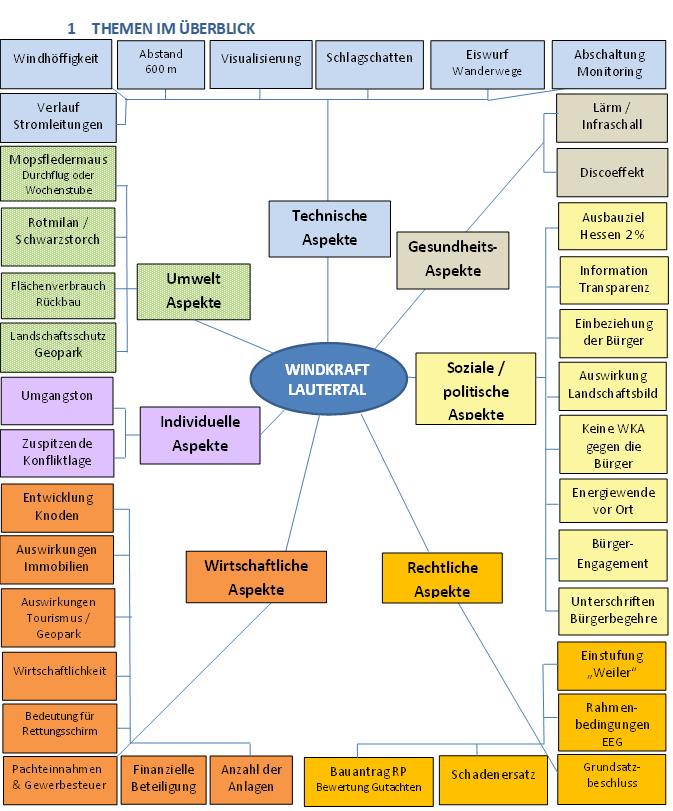 1 THEMEN IM ÜBERBLICK
Windhöffigkeit
Abstand
600 m
Visualisierung
Schlagschatten
Eiswurf
Wanderwege
Abschaltung
Monitoring
Verlauf
Stromleitungen
Lärm /
Infraschall
Mopsfledermaus
Durchflug oder
Wochenstube
Discoeffekt
Technische
Aspekte
Rotmilan /
Schwarzstorch
Ausbauziel
Hessen 2 %
Gesundheits-
Aspekte
Umwelt
Aspekte
Flächenverbrauch
Rückbau
Information
Transparenz
Landschaftsschutz
Geopark
Einbeziehung
der Bürger
WINDKRAFT
LAUTERTAL
Soziale /
politische
Aspekte
Auswirkung
Landschaftsbild
Umgangston
Individuelle
Aspekte
Zuspitzende
Konfliktlage
Keine WKA
gegen die
Bürger
Entwicklung
Knoden
Energiewende
vor Ort
Auswirkungen
Immobilien
Wirtschaftliche
Aspekte
Rechtliche
Aspekte
Bürger-
Engagement
Auswirkungen
Tourismus /
Geopark
Unterschriften
Bürgerbegehre
Wirtschaftlichkeit
Einstufung
„Weiler“
Bedeutung für
Rettungsschirm
Rahmen-
bedingungen
EEG
Pachteinnahmen
& Gewerbesteuer
Finanzielle
Beteiligung
Anzahl der
Anlagen
Bauantrag RP
Bewertung Gutachten
Schadenersatz
Grundsatz-
beschluss